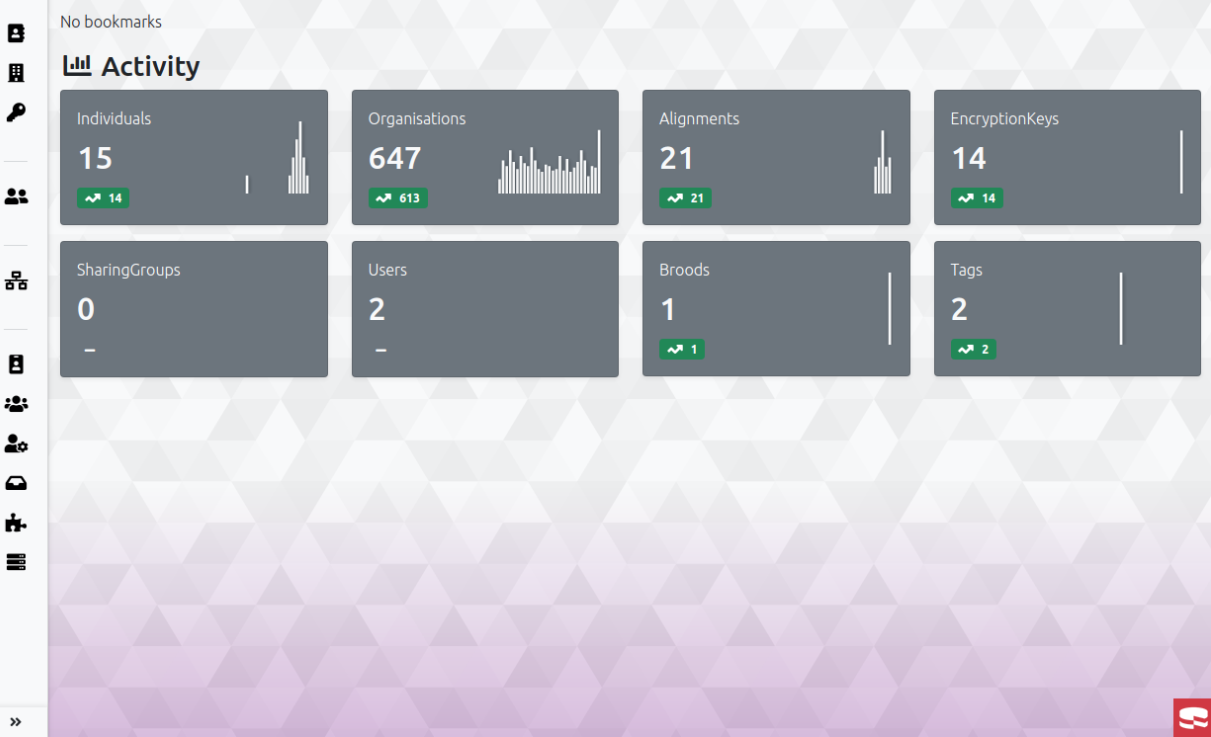 No bookmarks
Activity
Individuals
15
14
Organisations
647
613
Alignments
21
21
EncryptionKeys
14
14
SharingGroups
0
–
Users
2
–
Broods
1
1
Tags
2
2